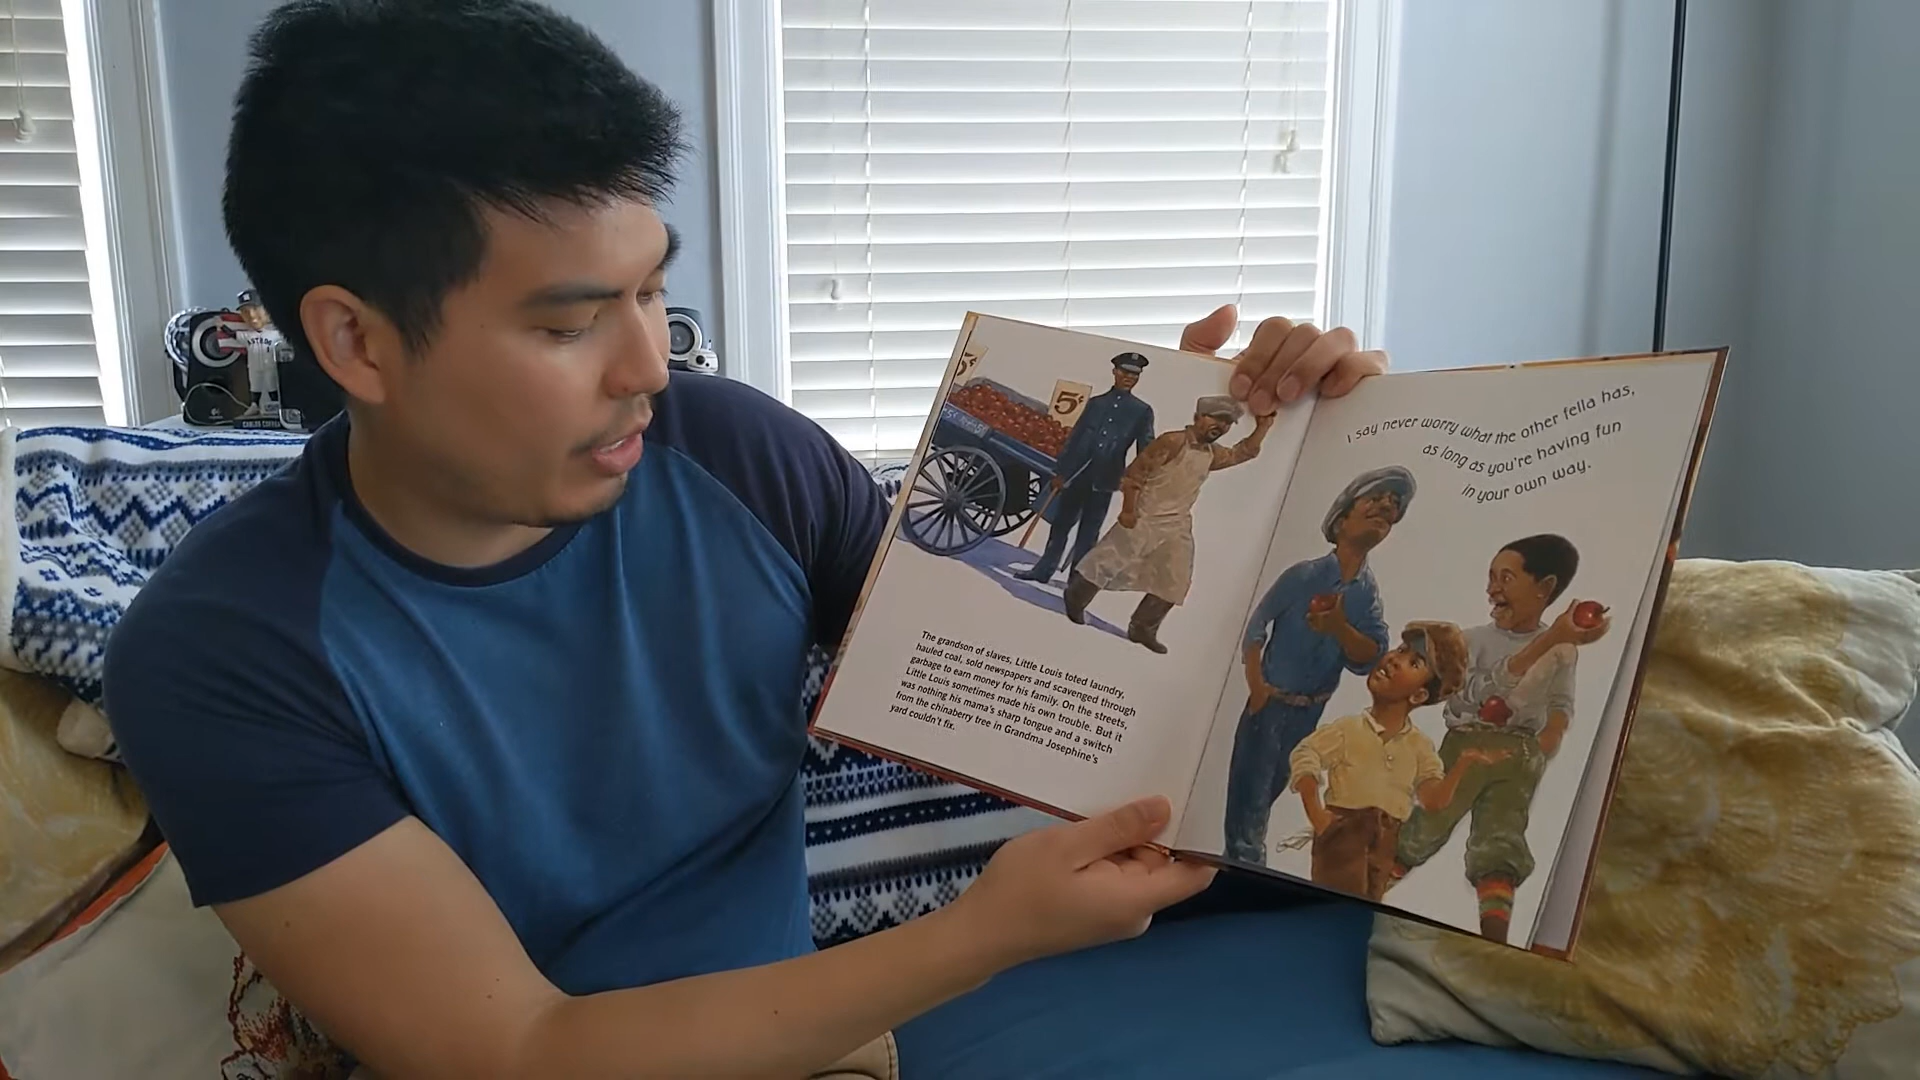 5¢
5¢
The grandson of slaves, Little Louis toted laundry,
hauled coal, sold newspapers and scavenged through
garbage to earn money for his family. On the streets,
Little Louis sometimes made his own trouble. But it
was nothing his mama's sharp tongue and a switch
from the chinaberry tree in Grandma Josephine's
yard couldn't fix.
I say never worry what the other fella has,
as long as you're having fun
in your own way.
ASTROS
CARLOS CORREA